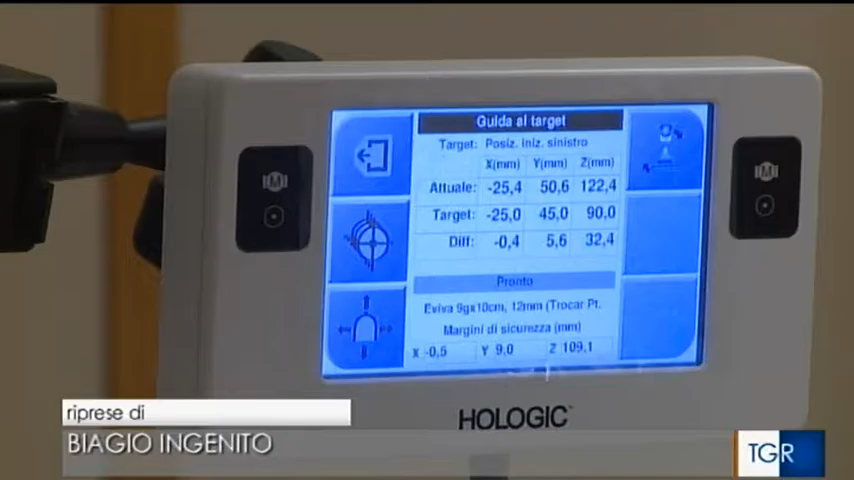 Guida al target
Target: Posiz. Iniz. sinistro
X(mm) Y(mm) Z(mm)
Attuale: -25,4 50,6 122,4
Target: -25,0 45,0 90,0
Diff: -0,4 5,6 32,4
Pronto
Eviva 9gx10cm, 12mm (Trocar Pt.
Margini di sicurezza (mm)
X -0,5 Y 9,0 Z 109,1
M
M
HOLOGIC™
riprese di
BIAGIO INGENITO
TGR